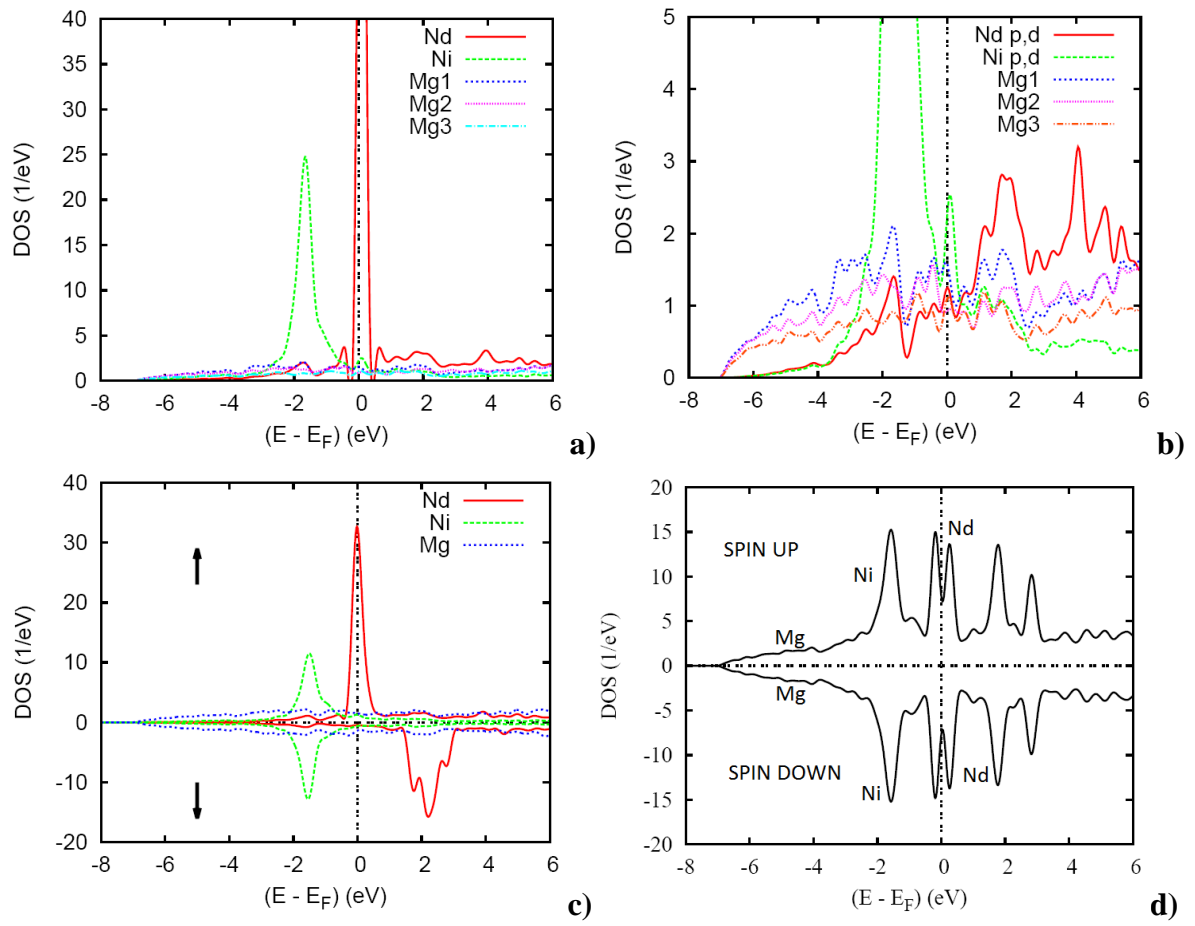 40
35
30
25
20
15
10
5
0
DOS (1/eV)
Nd
Ni
Mg1
Mg2
Mg3
-8 -6 -4 -2 0 2 4 6
(E - EF) (eV)
a)
5
4
3
2
1
0
DOS (1/eV)
Nd p,d
Ni p,d
Mg1
Mg2
Mg3
-8 -6 -4 -2 0 2 4 6
(E - EF) (eV)
b)
40
30
20
10
0
-10
-20
DOS (1/eV)
Nd
Ni
Mg
-8 -6 -4 -2 0 2 4 6
(E - EF) (eV)
c)
20
15
10
5
0
-5
-10
-15
-20
DOS (1/eV)
SPIN UP
Nd
Ni
Mg
Mg
SPIN DOWN
Nd
Ni
-8 -6 -4 -2 0 2 4 6
(E - EF) (eV)
d)